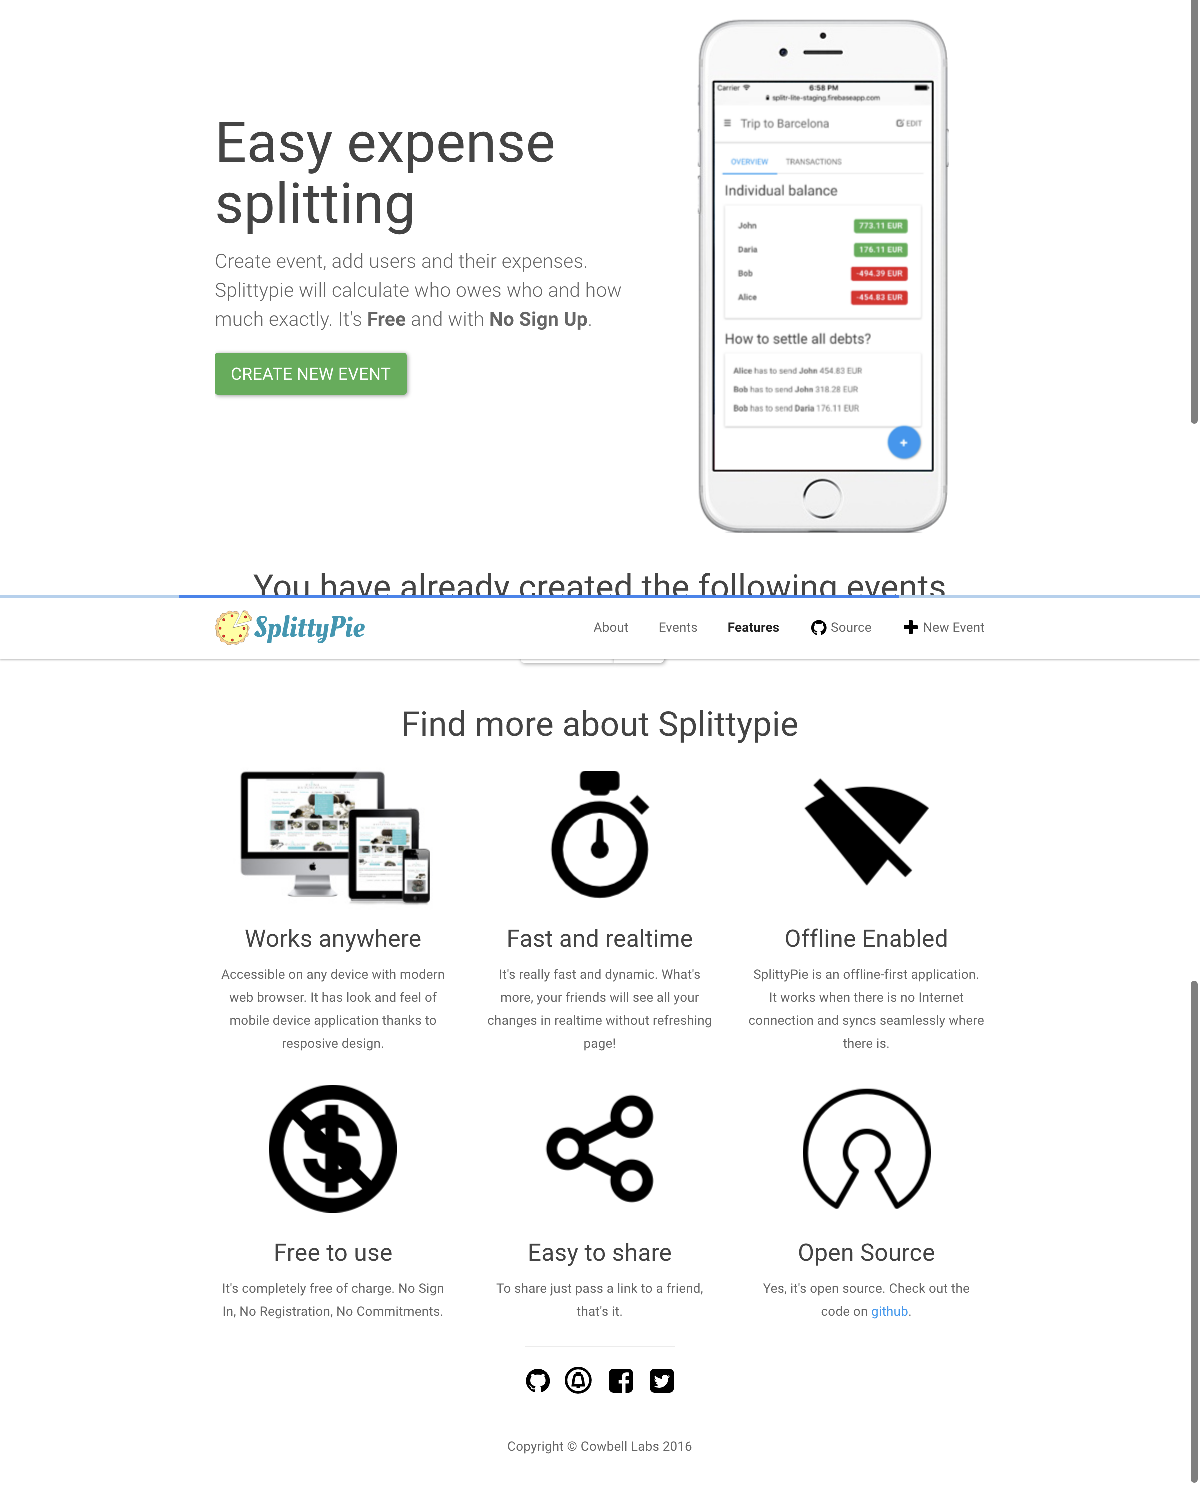 Easy expense
splitting
Create event, add users and their expenses.
Splittypie will calculate who owes who and how
much exactly. It's Free and with No Sign Up.
CREATE NEW EVENT
Carrier 6:58 PM
splitr-lite-staging.firebaseapp.com
Trip to Barcelona EDIT
OVERVIEW TRANSACTIONS
Individual balance
John 773.11 EUR
Daria 176.11 EUR
Bob -494.39 EUR
Alice -454.83 EUR
How to settle all debts?
Alice has to send John 454.83 EUR
Bob has to send John 318.28 EUR
Bob has to send Daria 176.11 EUR
You have already created the following events
SplittyPie About Events Features Source New Event
Find more about Splittypie
Works anywhere
Accessible on any device with modern
web browser. It has look and feel of
mobile device application thanks to
resposive design.
Fast and realtime
It's really fast and dynamic. What's
more, your friends will see all your
changes in realtime without refreshing
page!
Offline Enabled
SplittyPie is an offline-first application.
It works when there is no Internet
connection and syncs seamlessly where
there is.
Free to use
It's completely free of charge. No Sign
In, No Registration, No Commitments.
Easy to share
To share just pass a link to a friend,
that's it.
Open Source
Yes, it's open source. Check out the
code on github.
Copyright © Cowbell Labs 2016